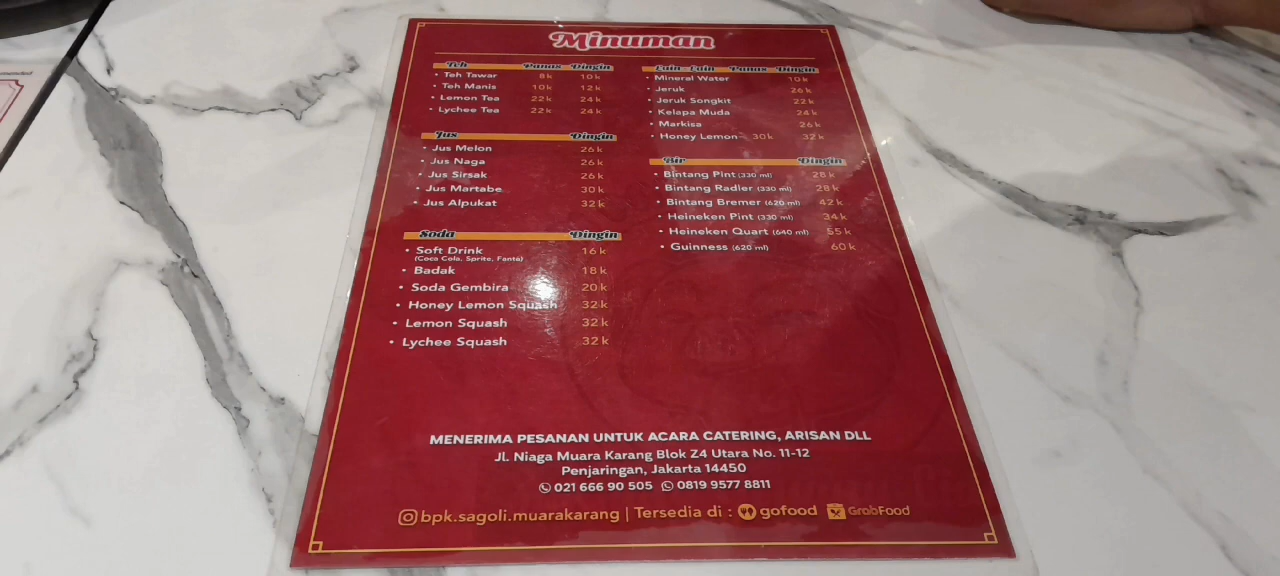 Minuman
Teh Panas Dingin
• Teh Tawar 8k 10k
• Teh Manis 10k 12k
• Lemon Tea 22k 24k
• Lychee Tea 22k 24k
Jus Dingin
• Jus Melon 26k
• Jus Naga 26k
• Jus Sirsak 26k
• Jus Martabe 30k
• Jus Alpukat 32k
Soda Dingin
• Soft Drink 16k
(Coca Cola, Sprite, Fanta)
• Badak 18k
• Soda Gembira 20k
• Honey Lemon Squash 32k
• Lemon Squash 32k
• Lychee Squash 32k
Lain-Lain Panas Dingin
• Mineral Water 10k
• Jeruk 26k
• Jeruk Songkit 22k
• Kelapa Muda 24k
• Markisa 26k
• Honey Lemon 30k 32k
Bir Dingin
• Bintang Pint (330 ml) 28k
• Bintang Radler (330 ml) 28k
• Bintang Bremer (620 ml) 42k
• Heineken Pint (330 ml) 34k
• Heineken Quart (640 ml) 55k
• Guinness (620 ml) 60k
MENERIMA PESANAN UNTUK ACARA CATERING, ARISAN DLL
Jl. Niaga Muara Karang Blok Z4 Utara No. 11-12
Penjaringan, Jakarta 14450
021 666 90 505 0819 9577 8811
bpk.sagoli.muarakarang | Tersedia di : gofood GrabFood